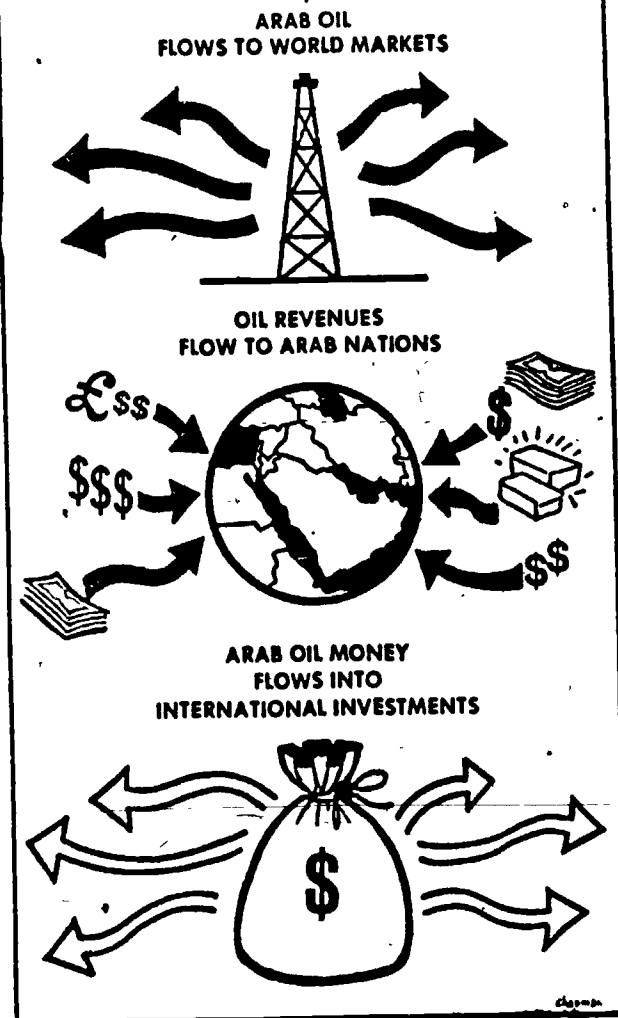 ARAB OIL
FLOWS TO WORLD MARKETS
OIL REVENUES
FLOW TO ARAB NATIONS
£ $$
$
$$$
$$
ARAB OIL MONEY
FLOWS INTO
INTERNATIONAL INVESTMENTS
$
Chapman